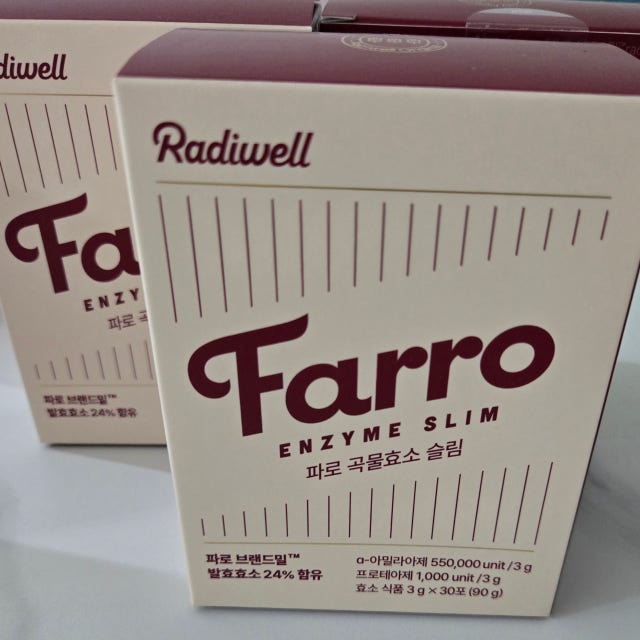 diwell
Radiwell
Fa
ENZY
파로 곡
파로 브랜드밀™
발효효소 24% 함유
Farro
ENZYME SLIM
파로 곡물효소 슬림
파로 브랜드밀™
발효효소 24% 함유
α-아밀라아제 550,000 unit/3 g
프로테아제 1,000 unit/3 g
효소 식품 3 g × 30포 (90 g)